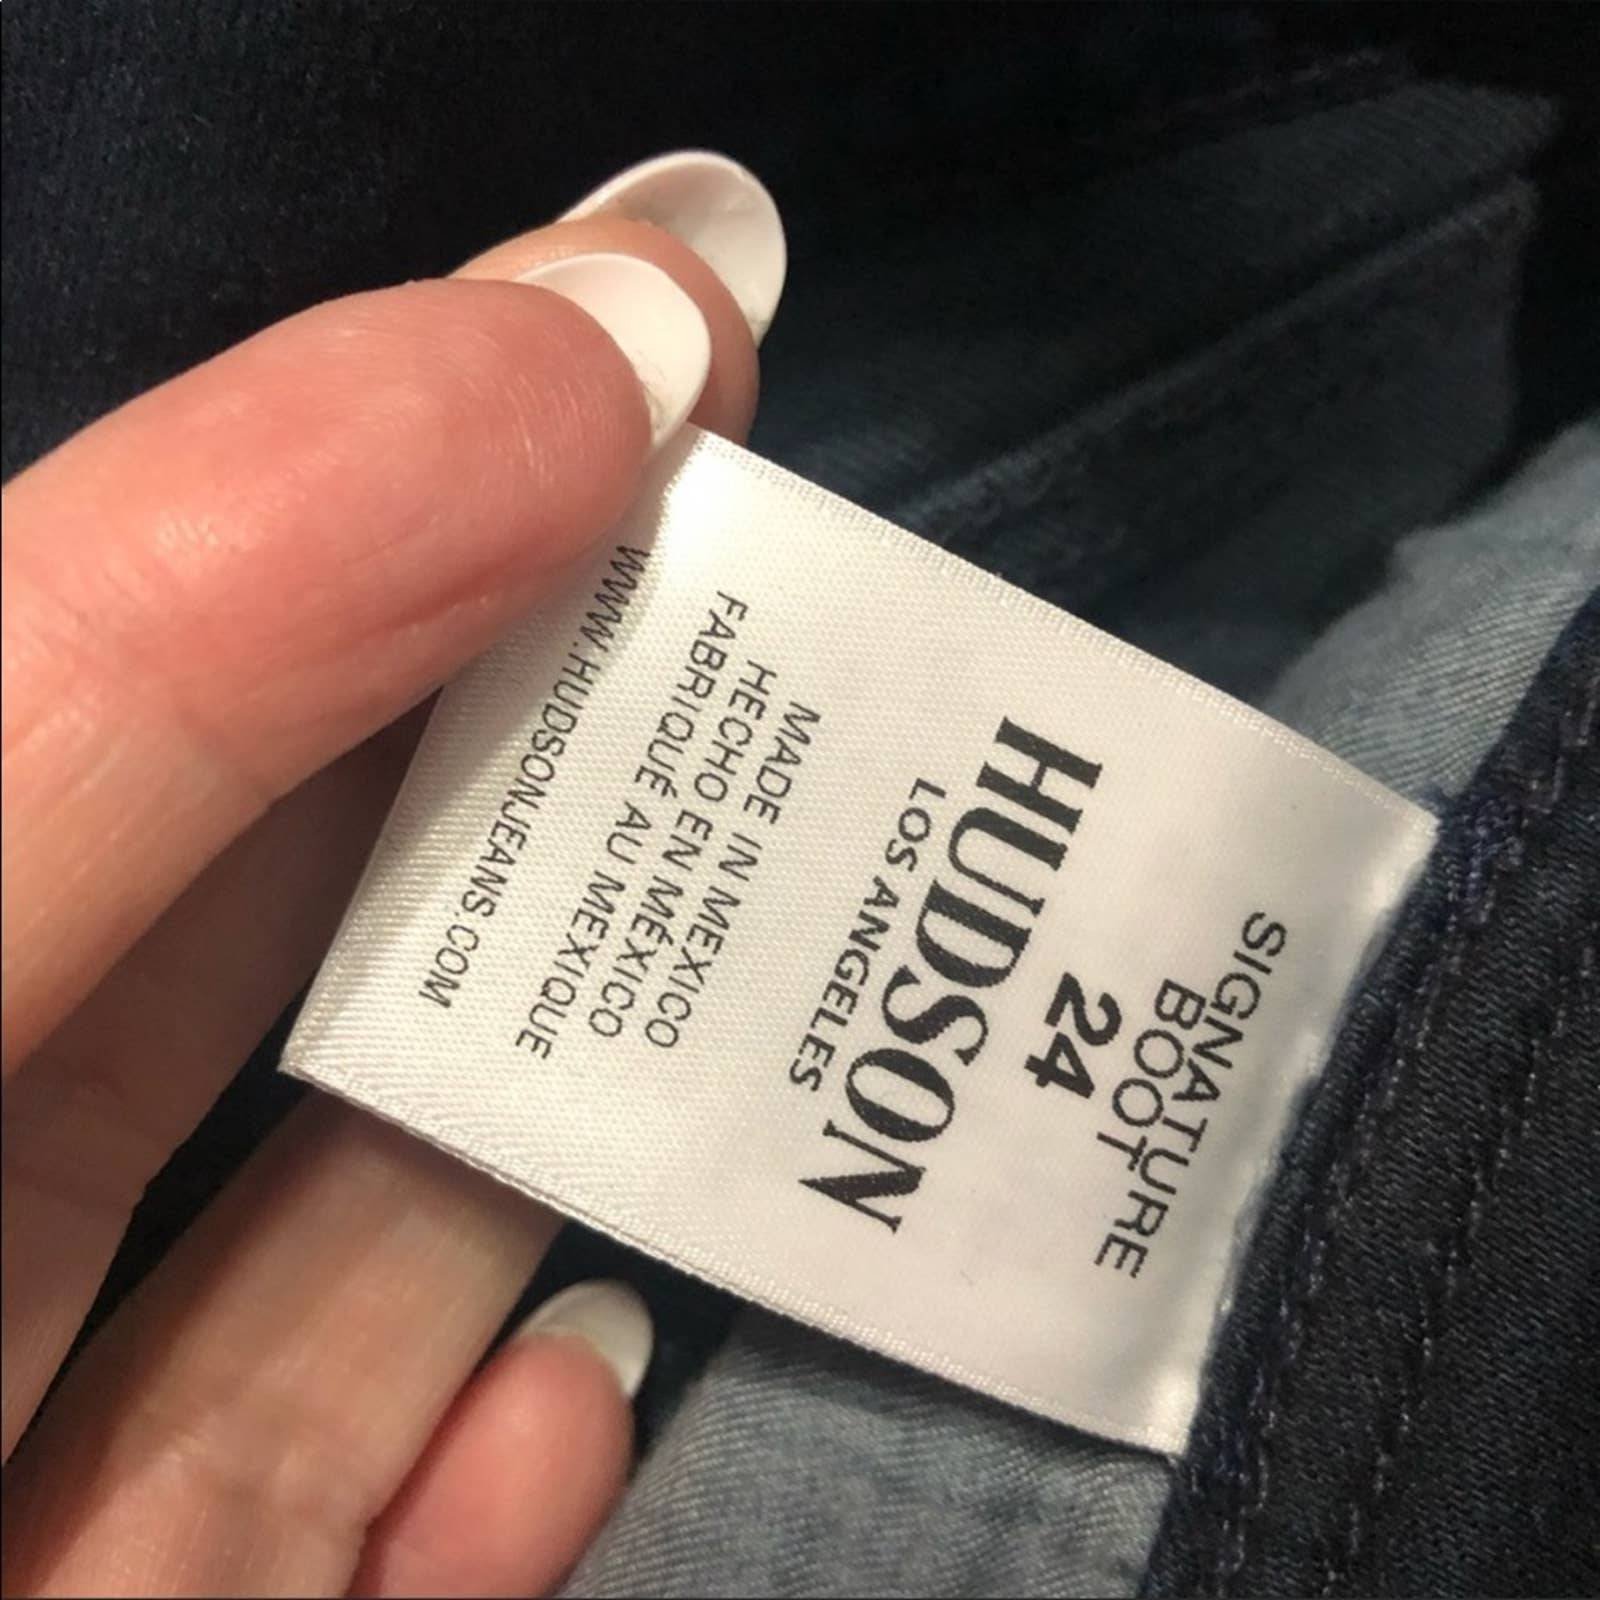 SIGNATURE
BOOT
24
HUDSON
LOS ANGELES
MADE IN MEXICO
HECHO EN MÉXICO
FABRIQUÉ AU MEXIQUE
WWW.HUDSONJEANS.COM